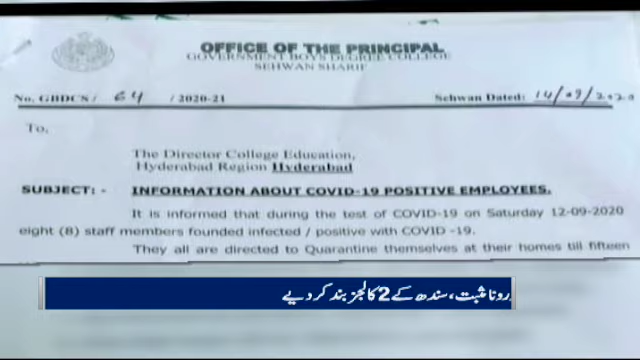 OFFICE OF THE PRINCIPAL
GOVERNMENT BOYS DEGREE COLLEGE
SEHWAN SHARIF
No. GBDCS/ 64 /2020-21 Sehwan Dated: 14/09/2020
To,
The Director College Education,
Hyderabad Region Hyderabad
SUBJECT: - INFORMATION ABOUT COVID-19 POSITIVE EMPLOYEES.
It is informed that during the test of COVID-19 on Saturday 12-09-2020
eight (8) staff members founded infected / positive with COVID -19.
They all are directed to Quarantine themselves at their homes till fifteen
رونا مثبت، سندھ کے 2 کالجز بند کر دیے